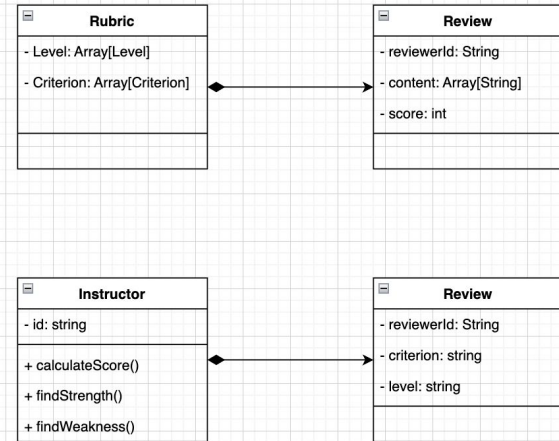 Rubric
- Level: Array[Level]
- Criterion: Array[Criterion]
Review
- reviewerId: String
- content: Array[String]
- score: int
Instructor
- id: string
+ calculateScore()
+ findStrength()
+ findWeakness()
Review
- reviewerId: String
- criterion: string
- level: string